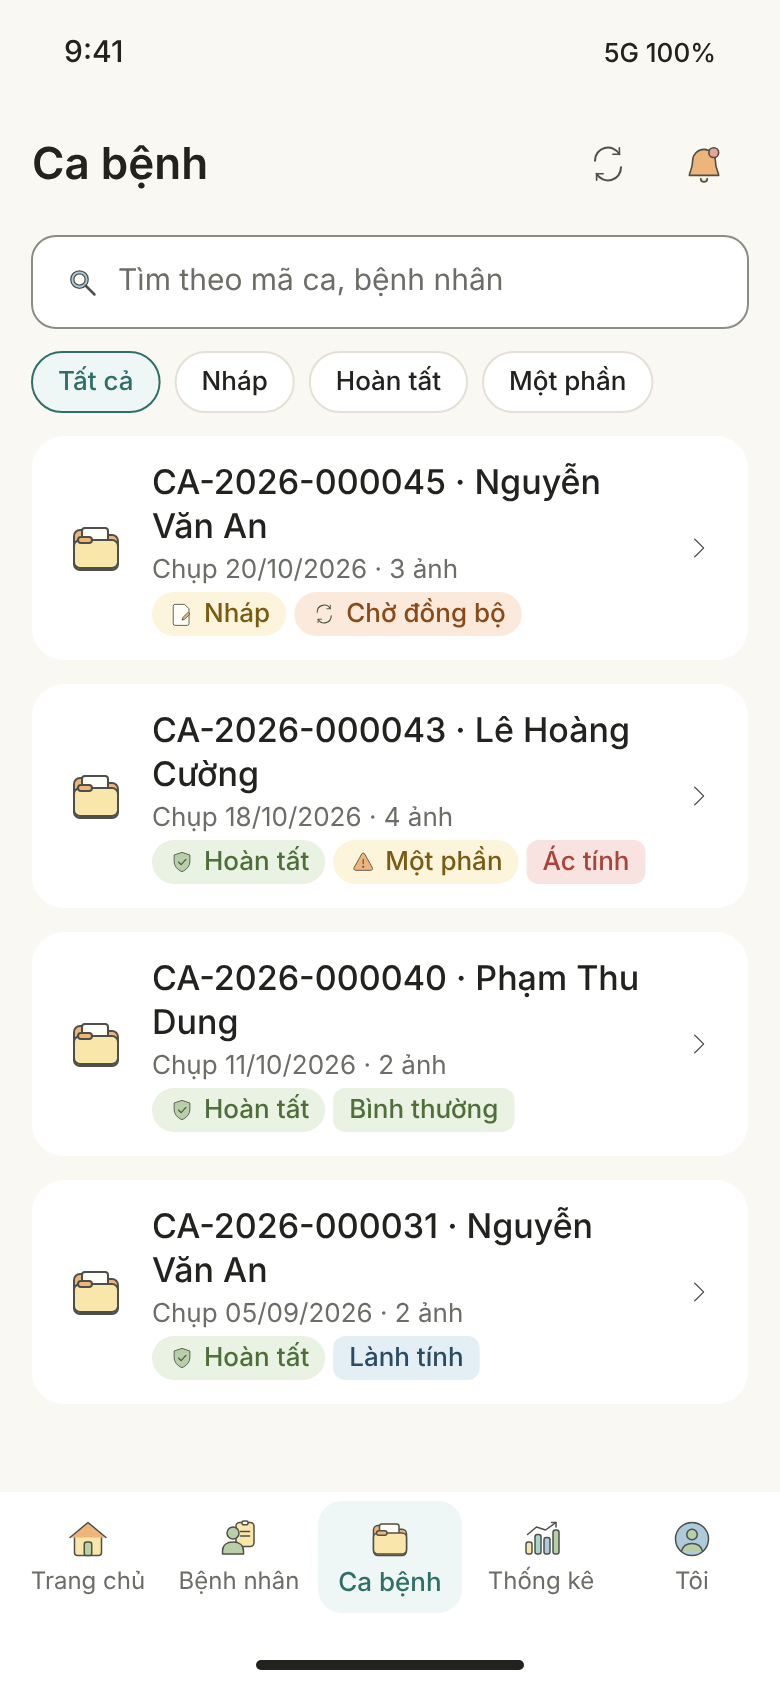 9:41
5G 100%
Ca bệnh
Tìm theo mã ca, bệnh nhân
Tất cả
Nháp
Hoàn tất
Một phần
CA-2026-000045 · Nguyễn
Văn An
Chụp 20/10/2026 · 3 ảnh
Nháp
Chờ đồng bộ
CA-2026-000043 · Lê Hoàng
Cường
Chụp 18/10/2026 · 4 ảnh
Hoàn tất
Một phần
Ác tính
CA-2026-000040 · Phạm Thu
Dung
Chụp 11/10/2026 · 2 ảnh
Hoàn tất
Bình thường
CA-2026-000031 · Nguyễn
Văn An
Chụp 05/09/2026 · 2 ảnh
Hoàn tất
Lành tính
Trang chủ
Bệnh nhân
Ca bệnh
Thống kê
Tôi